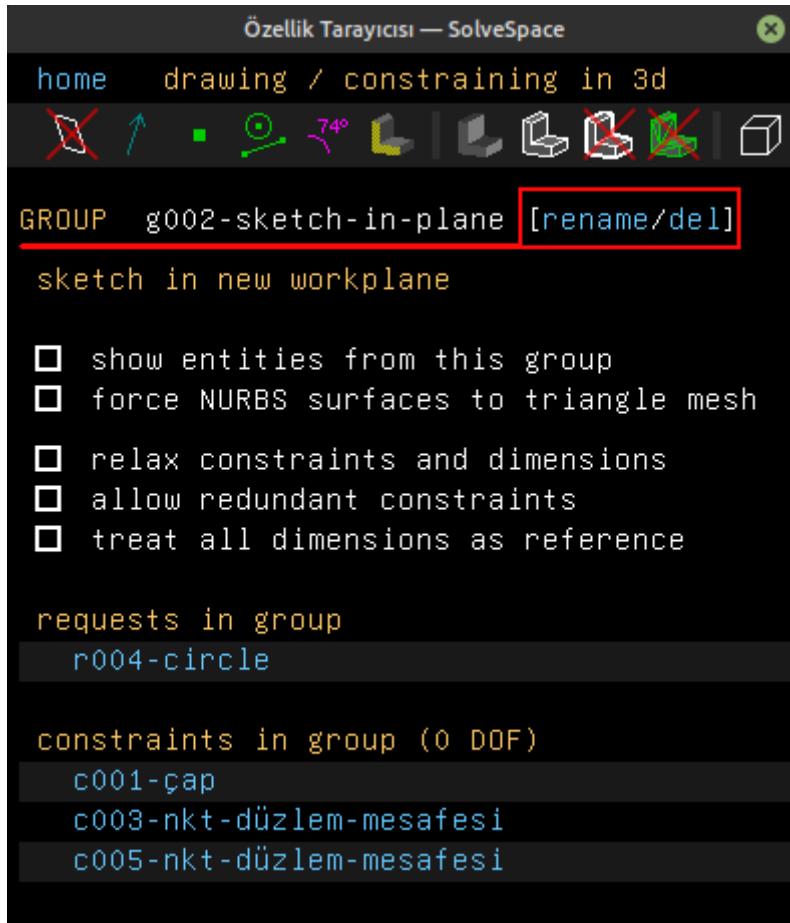 Özellik Tarayıcısı — SolveSpace
home drawing / constraining in 3d
74°
GROUP g002-sketch-in-plane [rename/del]
sketch in new workplane
show entities from this group
force NURBS surfaces to triangle mesh
relax constraints and dimensions
allow redundant constraints
treat all dimensions as reference
requests in group
r004-circle
constraints in group (0 DOF)
c001-çap
c003-nkt-düzlem-mesafesi
c005-nkt-düzlem-mesafesi